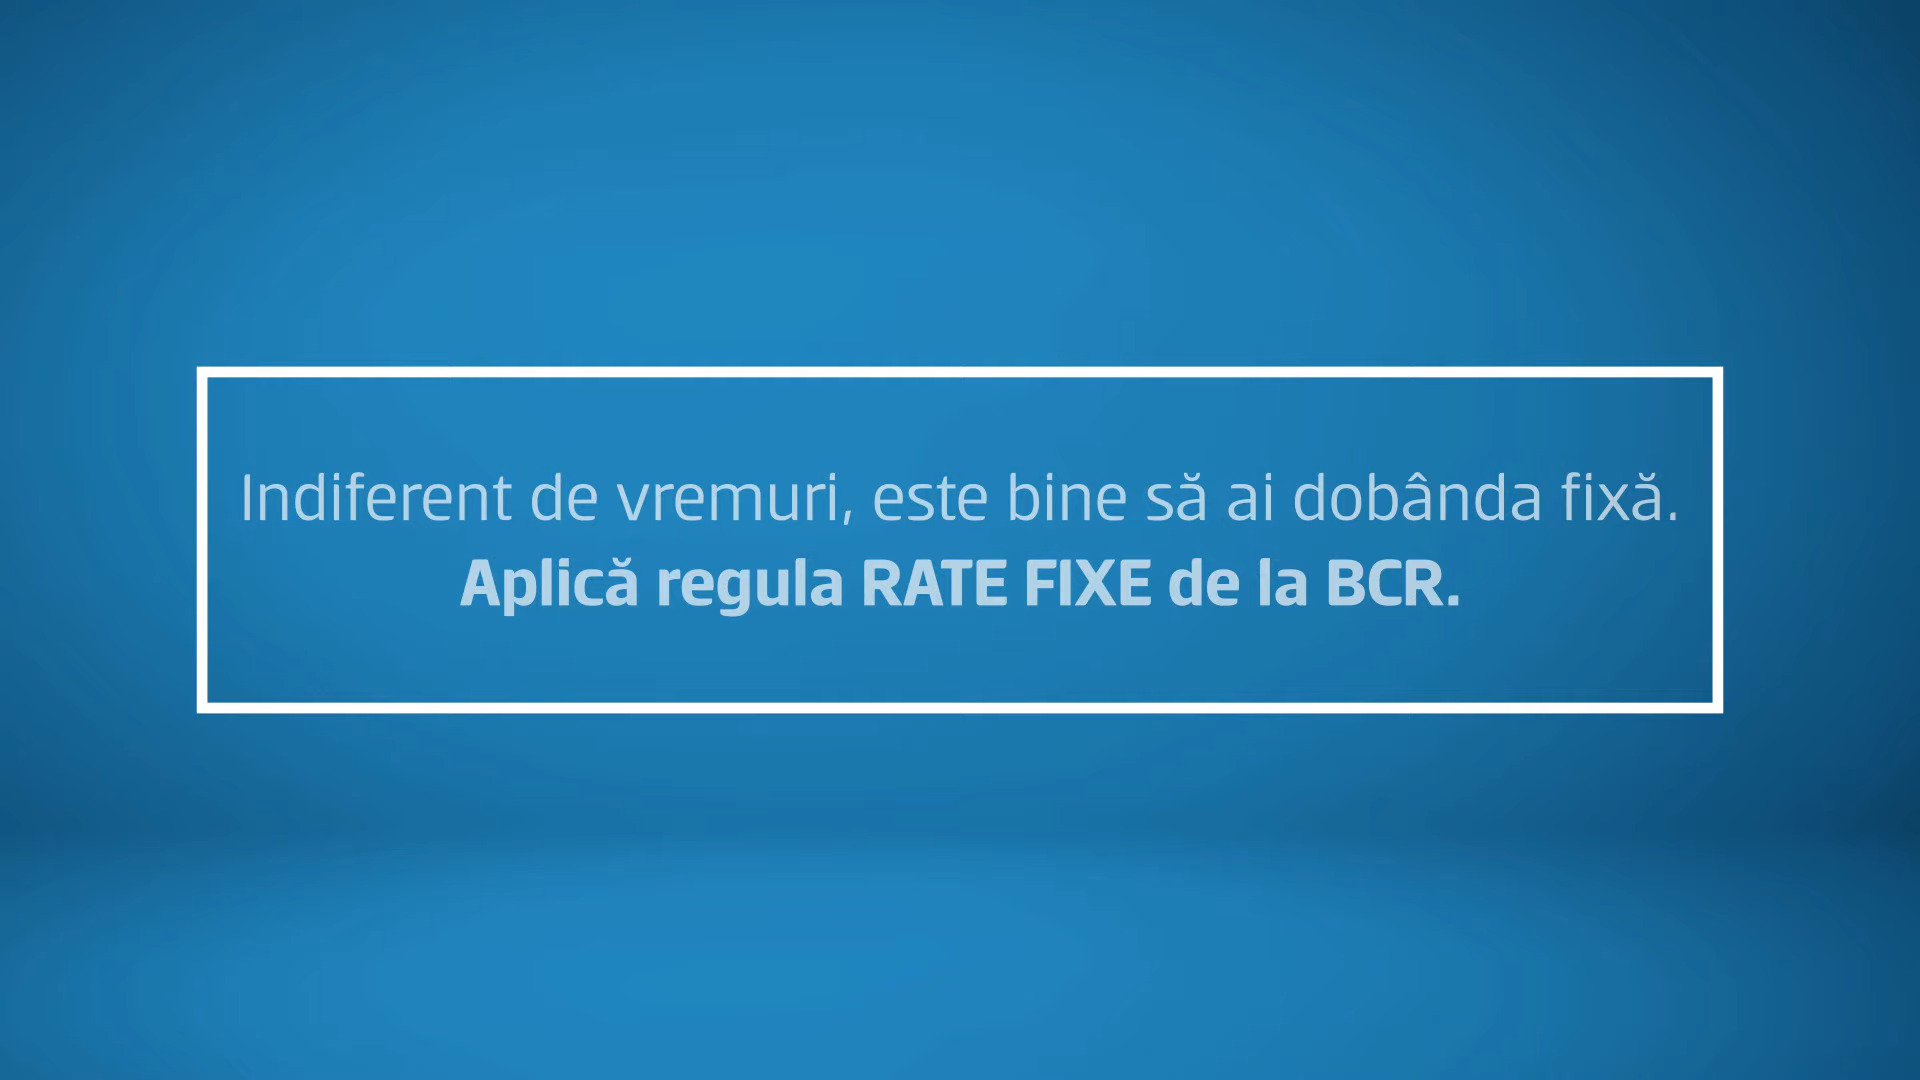 Indiferent de vremuri, este bine să ai dobânda fixă.
Aplică regula RATE FIXE de la BCR.